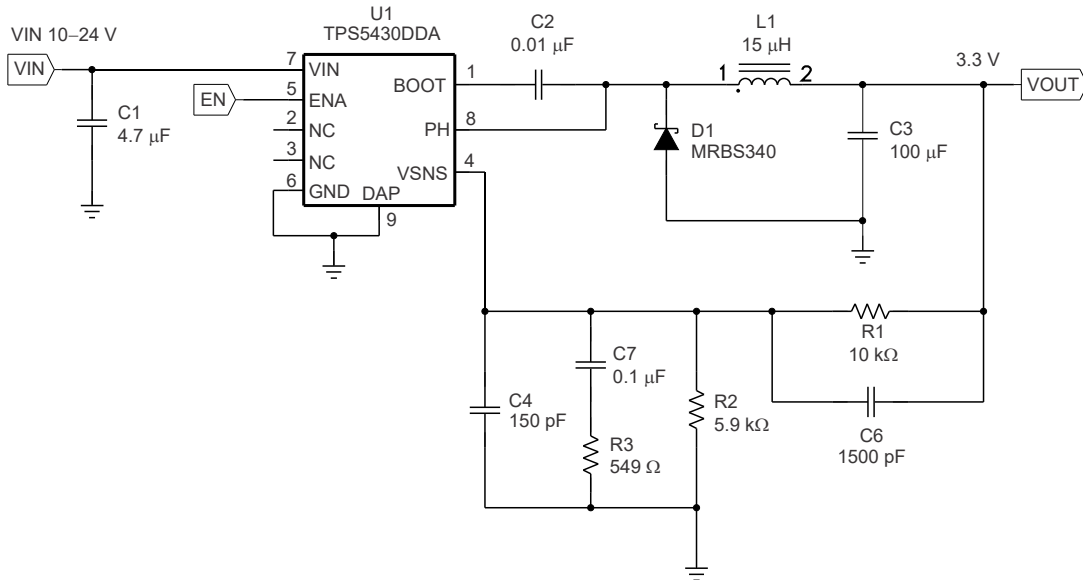 U1
TPS5430DDA
C2
0.01 µF
L1
15 µH
VIN 10–24 V
3.3 V
VIN
VOUT
7
VIN
BOOT
1
1
2
EN
5
ENA
C1
4.7 µF
2
NC
PH
8
D1
MRBS340
C3
100 µF
3
NC
VSNS
4
6
GND
DAP
9
R1
10 kΩ
C7
0.1 µF
C4
150 pF
R2
5.9 kΩ
R3
549 Ω
C6
1500 pF